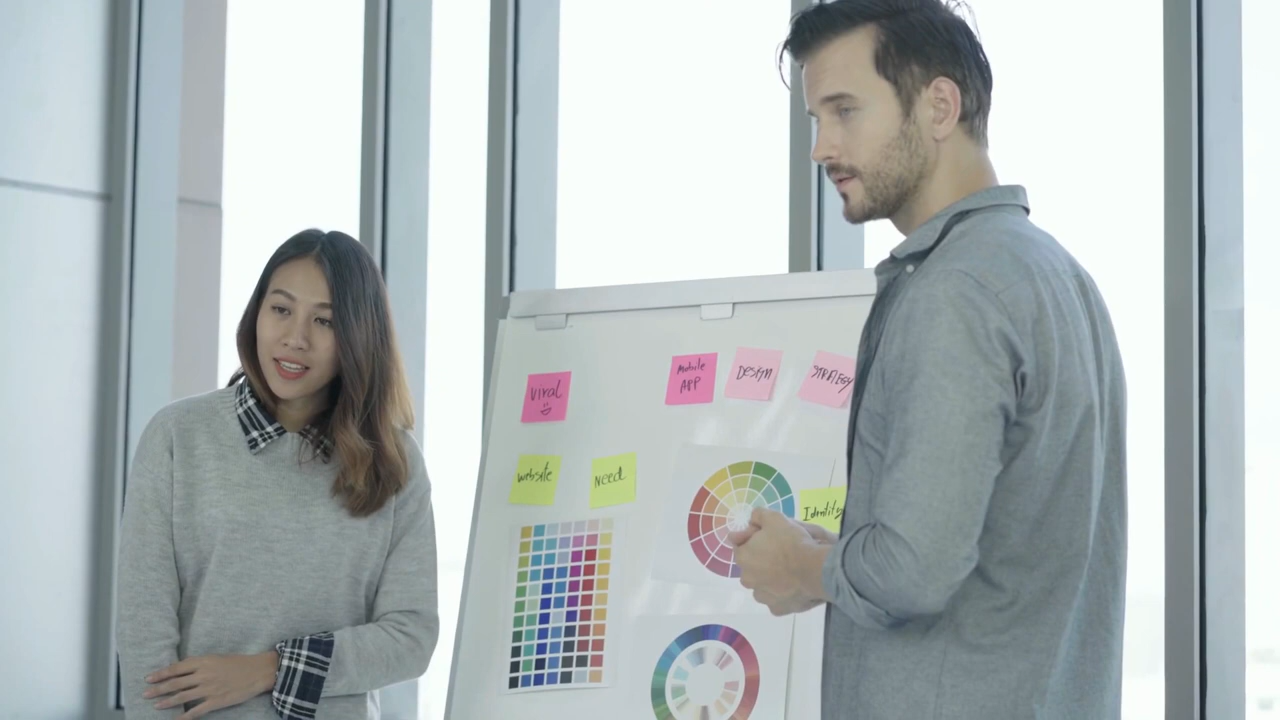 viral
Mobile
APP
DESIGN
STRATEGY
website
Need
Identity